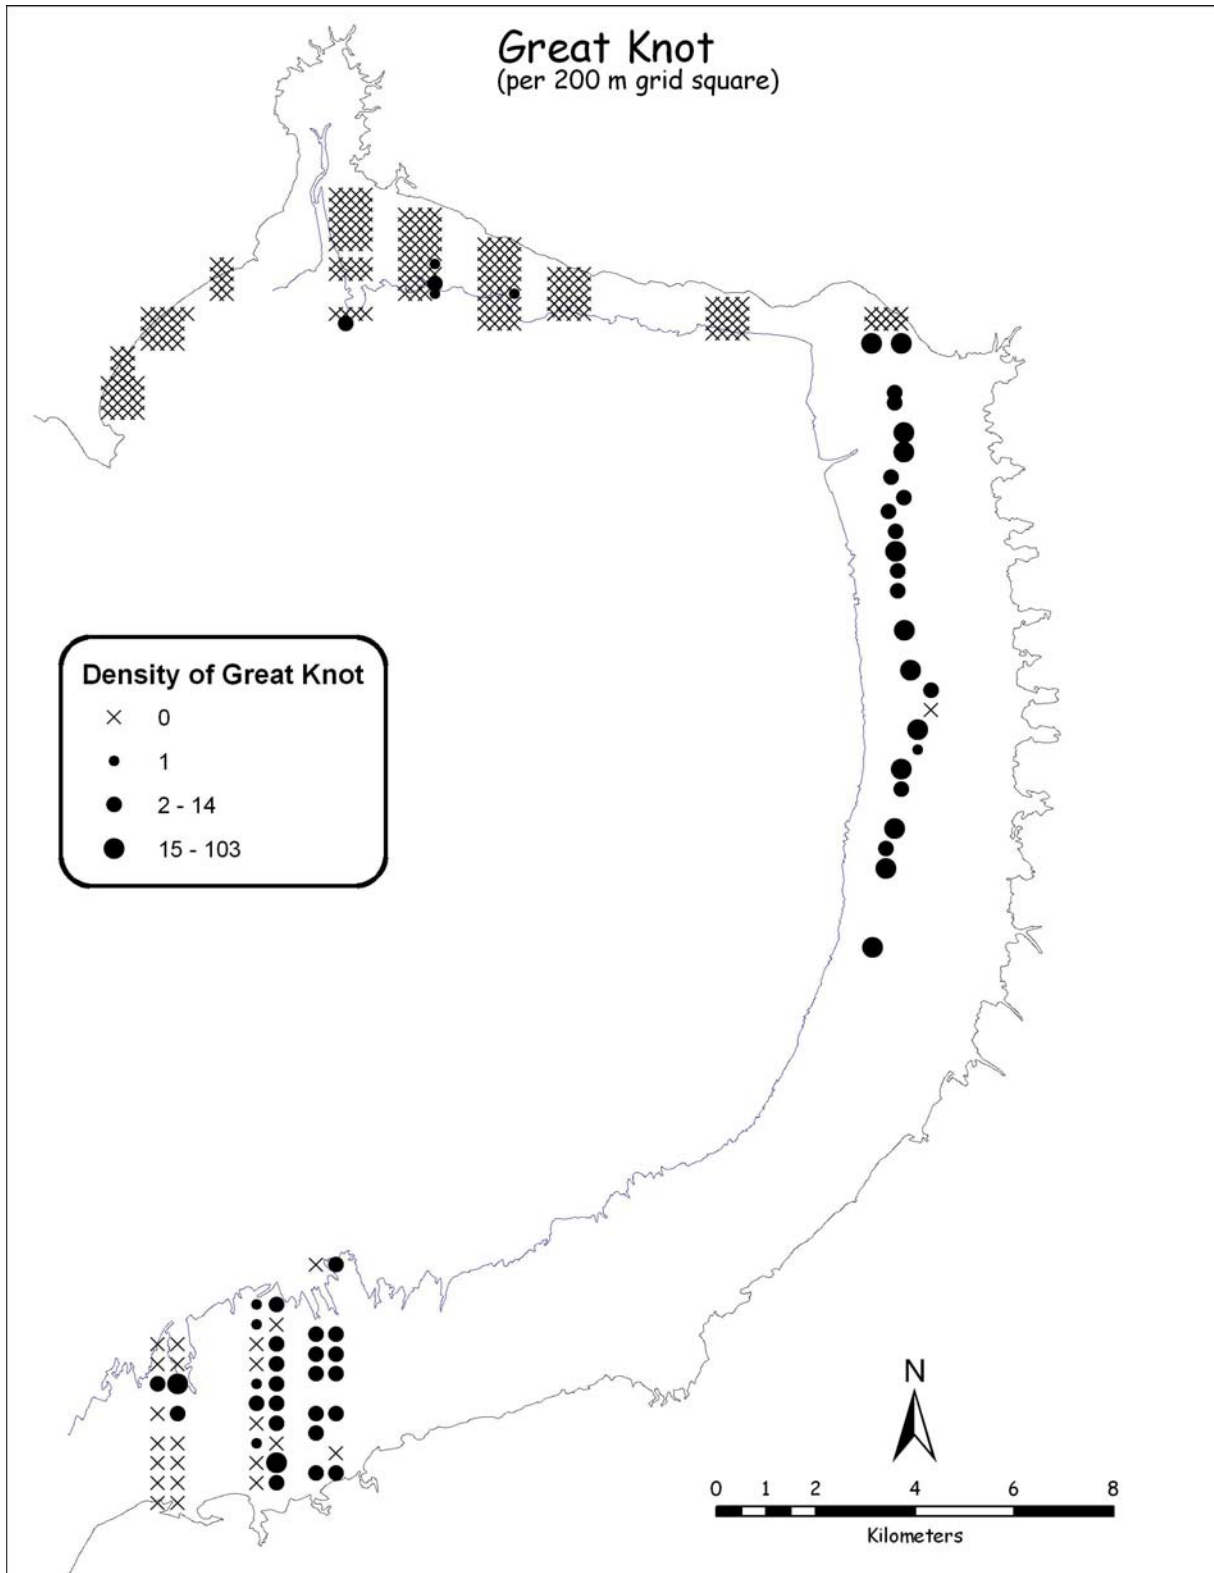 Great Knot
(per 200 m grid square)
Density of Great Knot
0
1
2 - 14
15 - 103
N
0 1 2 4 6 8
Kilometers